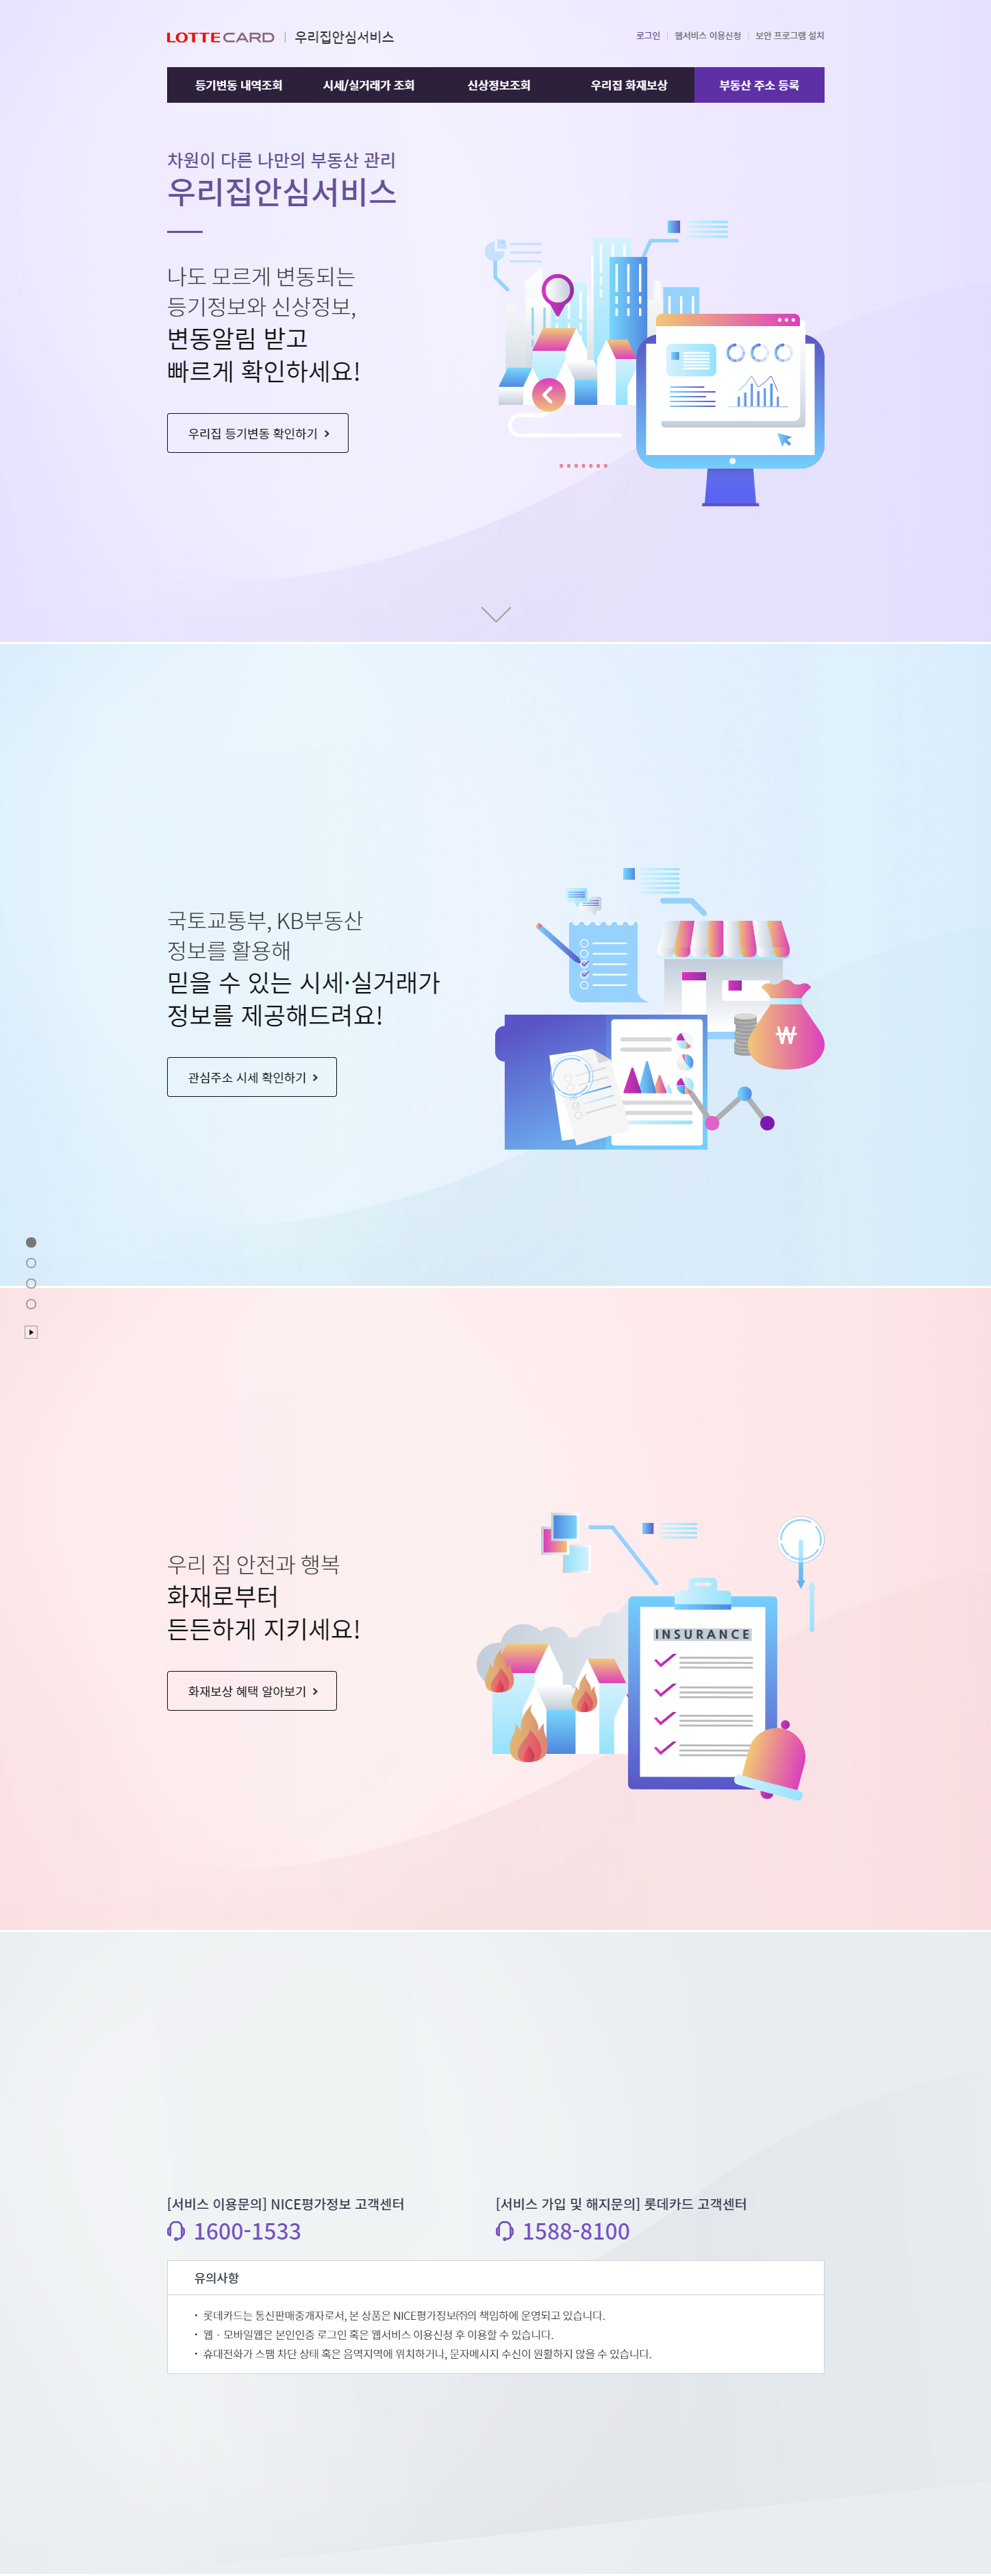 LOTTECARD | 우리집안심서비스
로그인 | 웹서비스 이용신청 | 보안 프로그램 설치
등기변동 내역조회 시세/실거래가 조회 신상정보조회 우리집 화재보상 부동산 주소 등록
차원이 다른 나만의 부동산 관리
우리집안심서비스
나도 모르게 변동되는
등기정보와 신상정보,
변동알림 받고
빠르게 확인하세요!
우리집 등기변동 확인하기
국토교통부, KB부동산
정보를 활용해
믿을 수 있는 시세·실거래가
정보를 제공해드려요!
관심주소 시세 확인하기
₩
우리 집 안전과 행복
화재로부터
든든하게 지키세요!
화재보상 혜택 알아보기
INSURANCE
[서비스 이용문의] NICE평가정보 고객센터
1600-1533
[서비스 가입 및 해지문의] 롯데카드 고객센터
1588-8100
유의사항
· 롯데카드는 통신판매중개자로서, 본 상품은 NICE평가정보㈜의 책임하에 운영되고 있습니다.
· 웹 · 모바일웹은 본인인증 로그인 혹은 웹서비스 이용신청 후 이용할 수 있습니다.
· 휴대전화가 스팸 차단 상태 혹은 음역지역에 위치하거나, 문자메시지 수신이 원활하지 않을 수 있습니다.